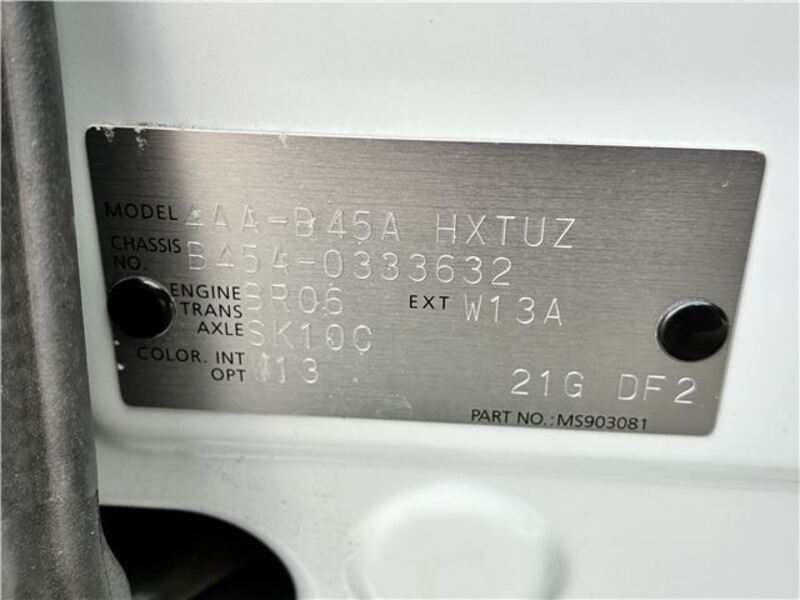 MODEL 4AA-B45A HXTUZ
CHASSIS NO. B45A-0333632
ENGINE BR06 EXT W13A
TRANS AXLE SK10C
COLOR. INT W13
OPT 21G DF2
PART NO.:MS903081